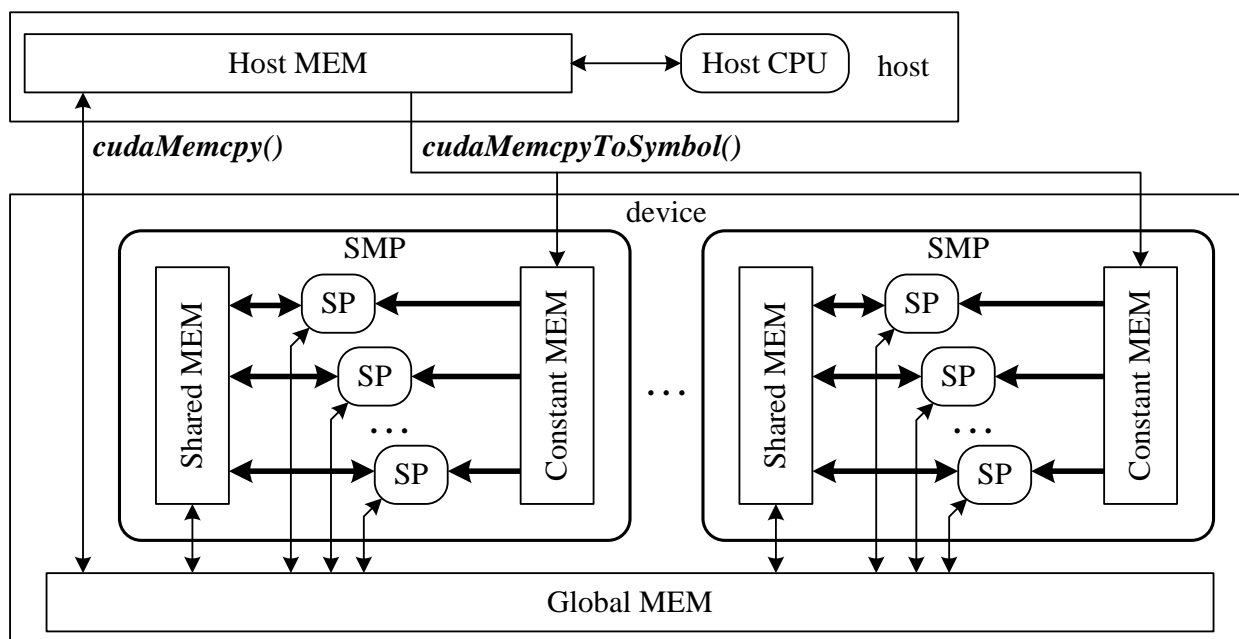 Host MEM
Host CPU
host
cudaMemcpy()
cudaMemcpyToSymbol()
device
SMP
Shared MEM
SP
SP
...
SP
Constant MEM
...
SMP
Shared MEM
SP
SP
...
SP
Constant MEM
Global MEM